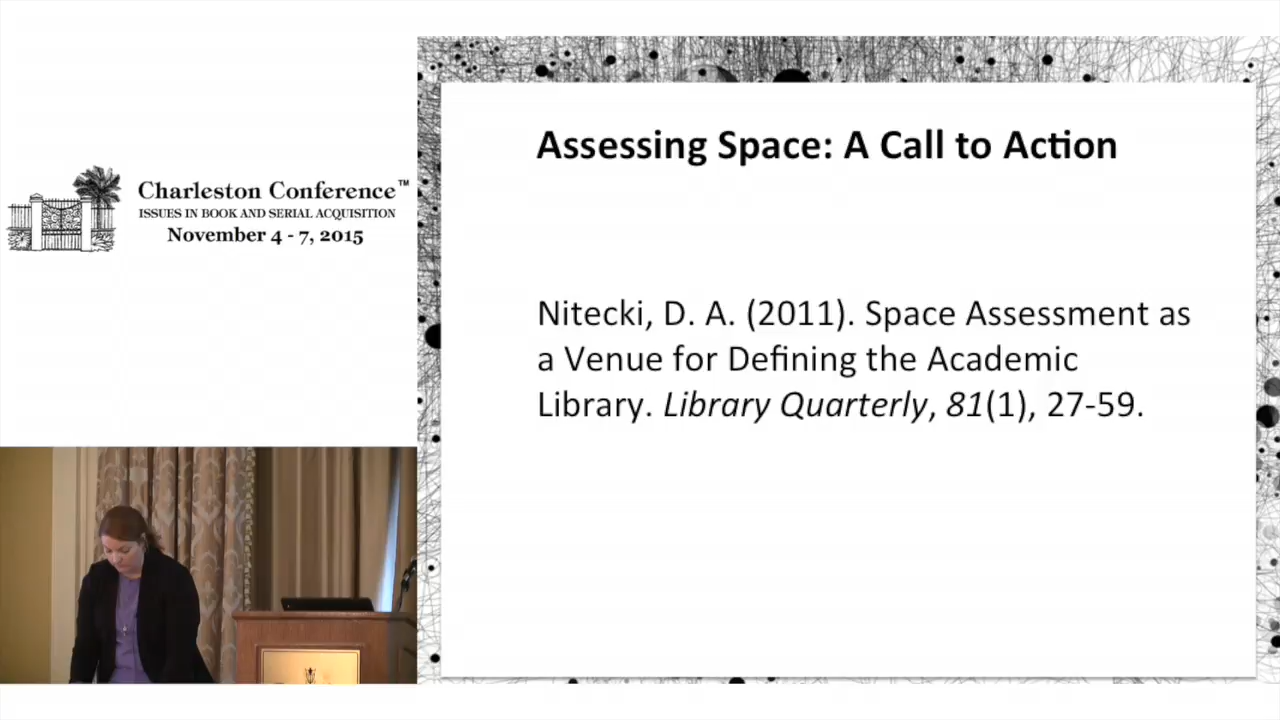 Charleston Conference™
ISSUES IN BOOK AND SERIAL ACQUISITION
November 4 - 7, 2015
Assessing Space: A Call to Action
Nitecki, D. A. (2011). Space Assessment as
a Venue for Defining the Academic
Library. Library Quarterly, 81(1), 27-59.